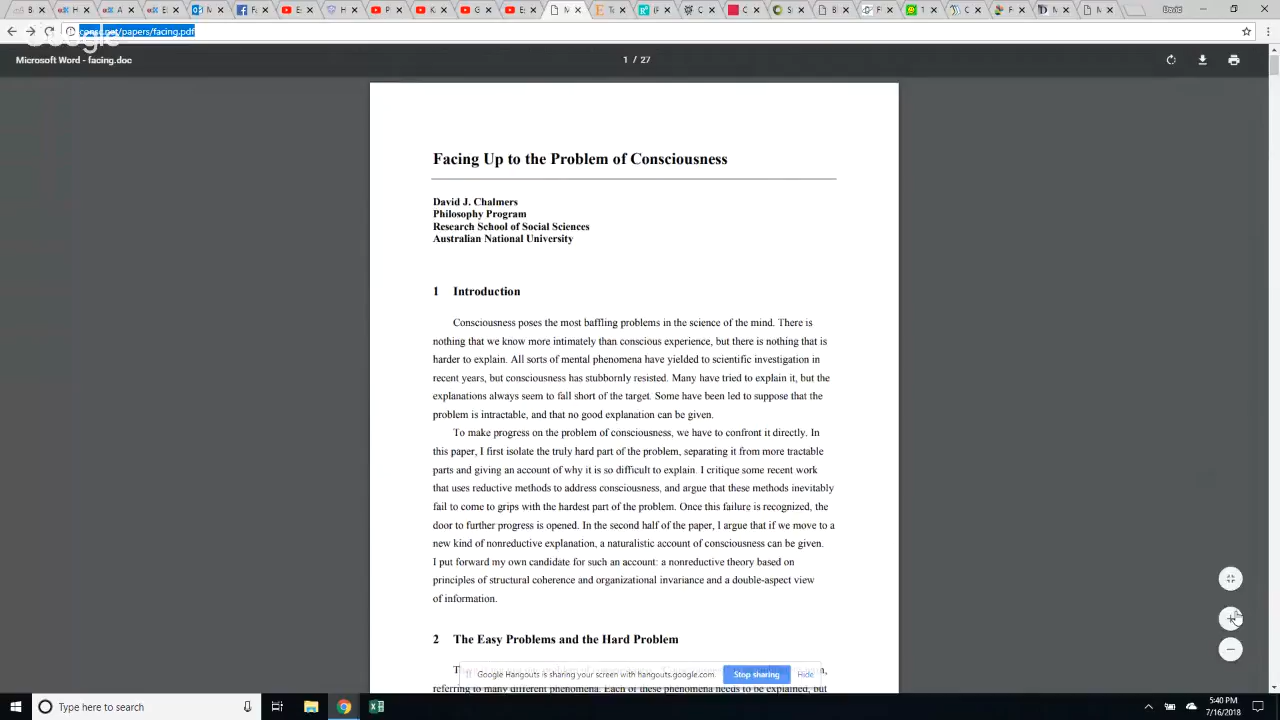 Google
consc.net/papers/facing.pdf
Microsoft Word - facing.doc
1 / 27
Facing Up to the Problem of Consciousness
David J. Chalmers
Philosophy Program
Research School of Social Sciences
Australian National University
1 Introduction
Consciousness poses the most baffling problems in the science of the mind. There is
nothing that we know more intimately than conscious experience, but there is nothing that is
harder to explain. All sorts of mental phenomena have yielded to scientific investigation in
recent years, but consciousness has stubbornly resisted. Many have tried to explain it, but the
explanations always seem to fall short of the target. Some have been led to suppose that the
problem is intractable, and that no good explanation can be given.
To make progress on the problem of consciousness, we have to confront it directly. In
this paper, I first isolate the truly hard part of the problem, separating it from more tractable
parts and giving an account of why it is so difficult to explain. I critique some recent work
that uses reductive methods to address consciousness, and argue that these methods inevitably
fail to come to grips with the hardest part of the problem. Once this failure is recognized, the
door to further progress is opened. In the second half of the paper, I argue that if we move to a
new kind of nonreductive explanation, a naturalistic account of consciousness can be given.
I put forward my own candidate for such an account: a nonreductive theory based on
principles of structural coherence and organizational invariance and a double-aspect view
of information.
2 The Easy Problems and the Hard Problem
Google Hangouts is sharing your screen with hangouts.google.com.
Stop sharing
Hide
referring to many different phenomena. Each of these phenomena needs to be explained, but
Type here to search
5:40 PM
7/16/2018